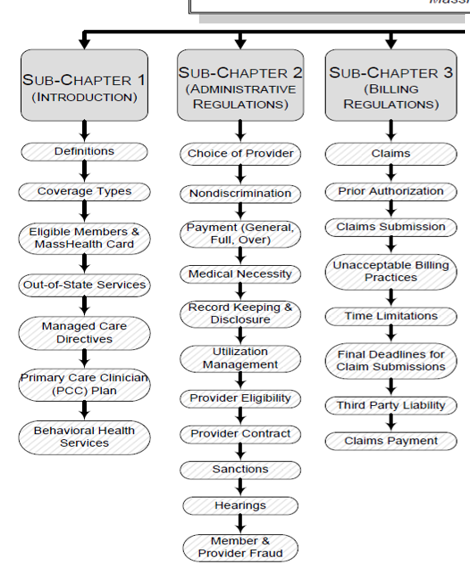 SUB-CHAPTER 1
(INTRODUCTION)
Definitions
Coverage Types
Eligible Members &
MassHealth Card
Out-of-State Services
Managed Care
Directives
Primary Care Clinician
(PCC) Plan
Behavioral Health
Services
SUB-CHAPTER 2
(ADMINISTRATIVE
REGULATIONS)
Choice of Provider
Nondiscrimination
Payment (General,
Full, Over)
Medical Necessity
Record Keeping &
Disclosure
Utilization
Management
Provider Eligibility
Provider Contract
Sanctions
Hearings
Member &
Provider Fraud
SUB-CHAPTER 3
(BILLING
REGULATIONS)
Claims
Prior Authorization
Claims Submission
Unacceptable Billing
Practices
Time Limitations
Final Deadlines for
Claim Submissions
Third Party Liability
Claims Payment